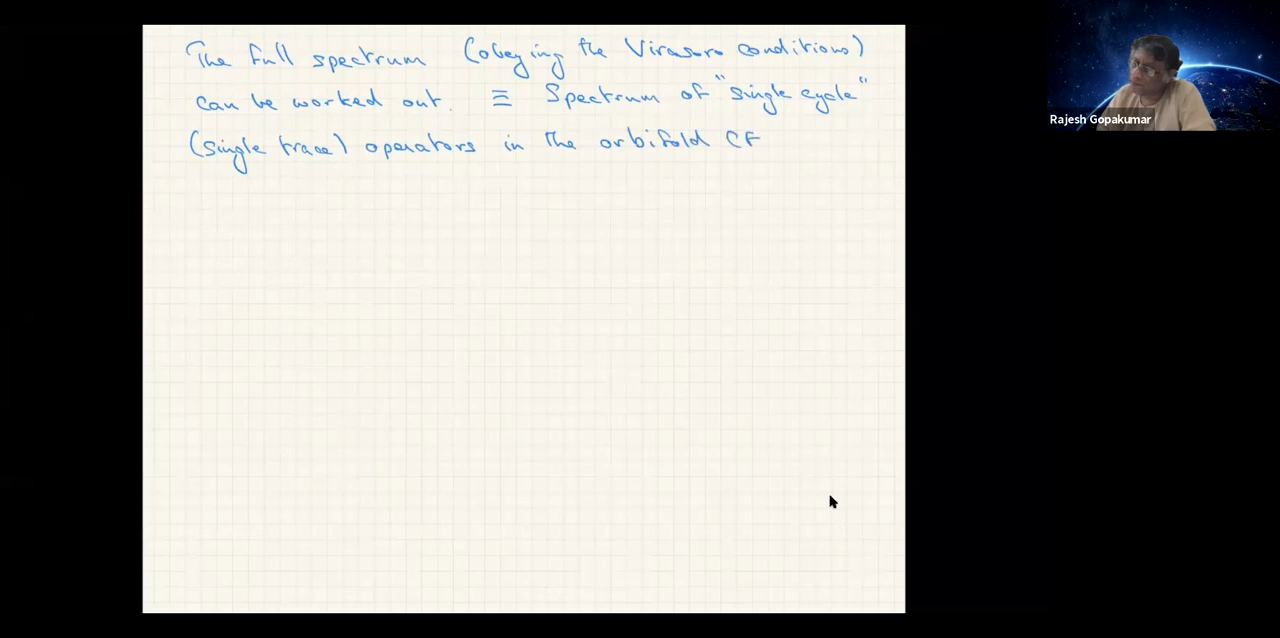 The full spectrum (obeying the Virasoro conditions)
can be worked out. ≡ Spectrum of "single cycle"
(single trace) operators in the orbifold CF
Rajesh Gopakumar